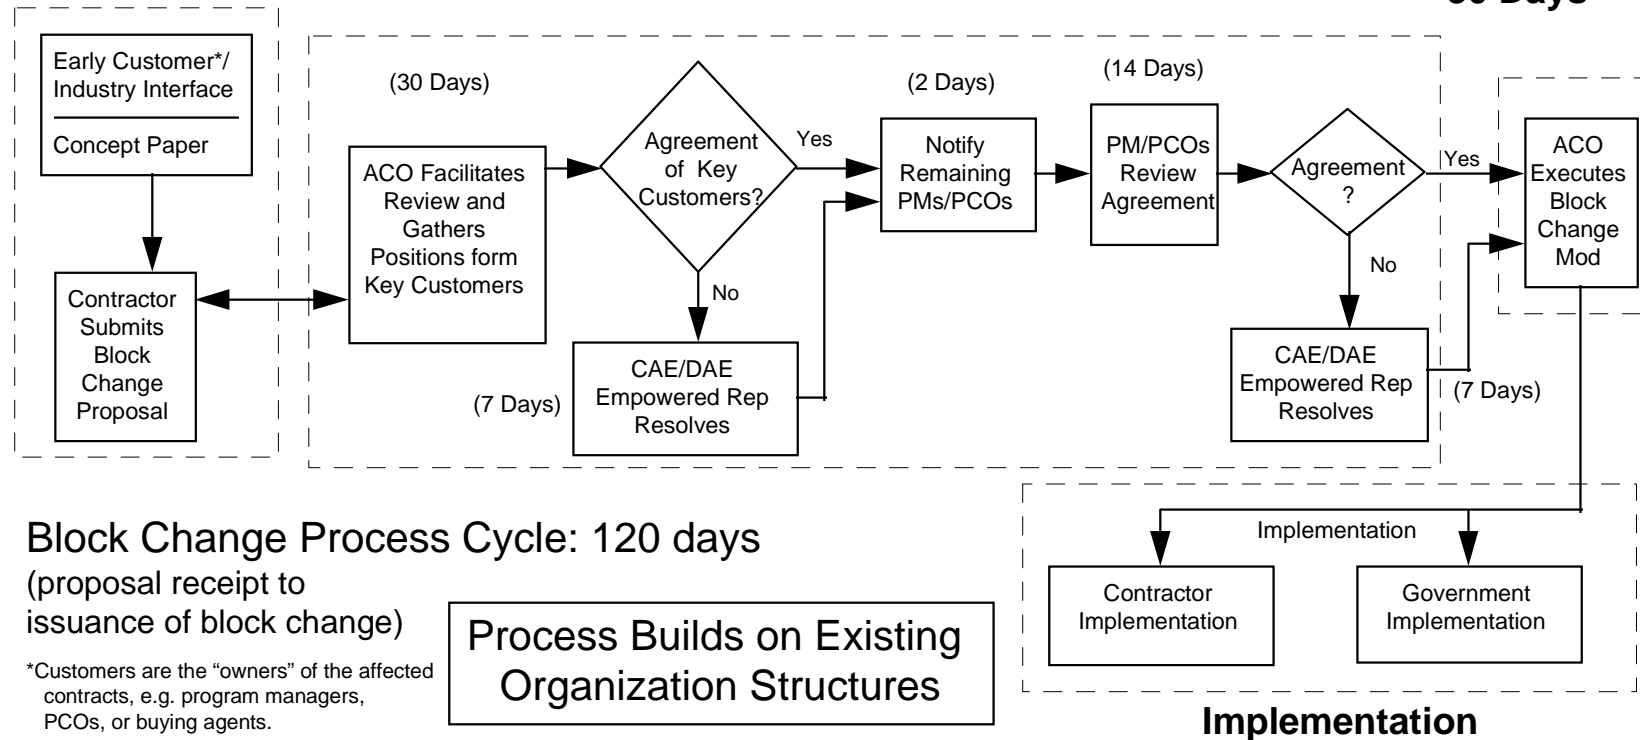 Days
Early Customer*/
Industry Interface
Concept Paper
Contractor
Submits
Block
Change
Proposal
(30 Days)
ACO Facilitates
Review and
Gathers
Positions form
Key Customers
Agreement
of Key
Customers?
Yes
No
(7 Days)
CAE/DAE
Empowered Rep
Resolves
(2 Days)
Notify
Remaining
PMs/PCOs
(14 Days)
PM/PCOs
Review
Agreement
Agreement
?
Yes
No
CAE/DAE
Empowered Rep
Resolves
(7 Days)
ACO
Executes
Block
Change
Mod
Implementation
Contractor
Implementation
Government
Implementation
Implementation
Block Change Process Cycle: 120 days
(proposal receipt to
issuance of block change)
*Customers are the “owners” of the affected
contracts, e.g. program managers,
PCOs, or buying agents.
Process Builds on Existing
Organization Structures